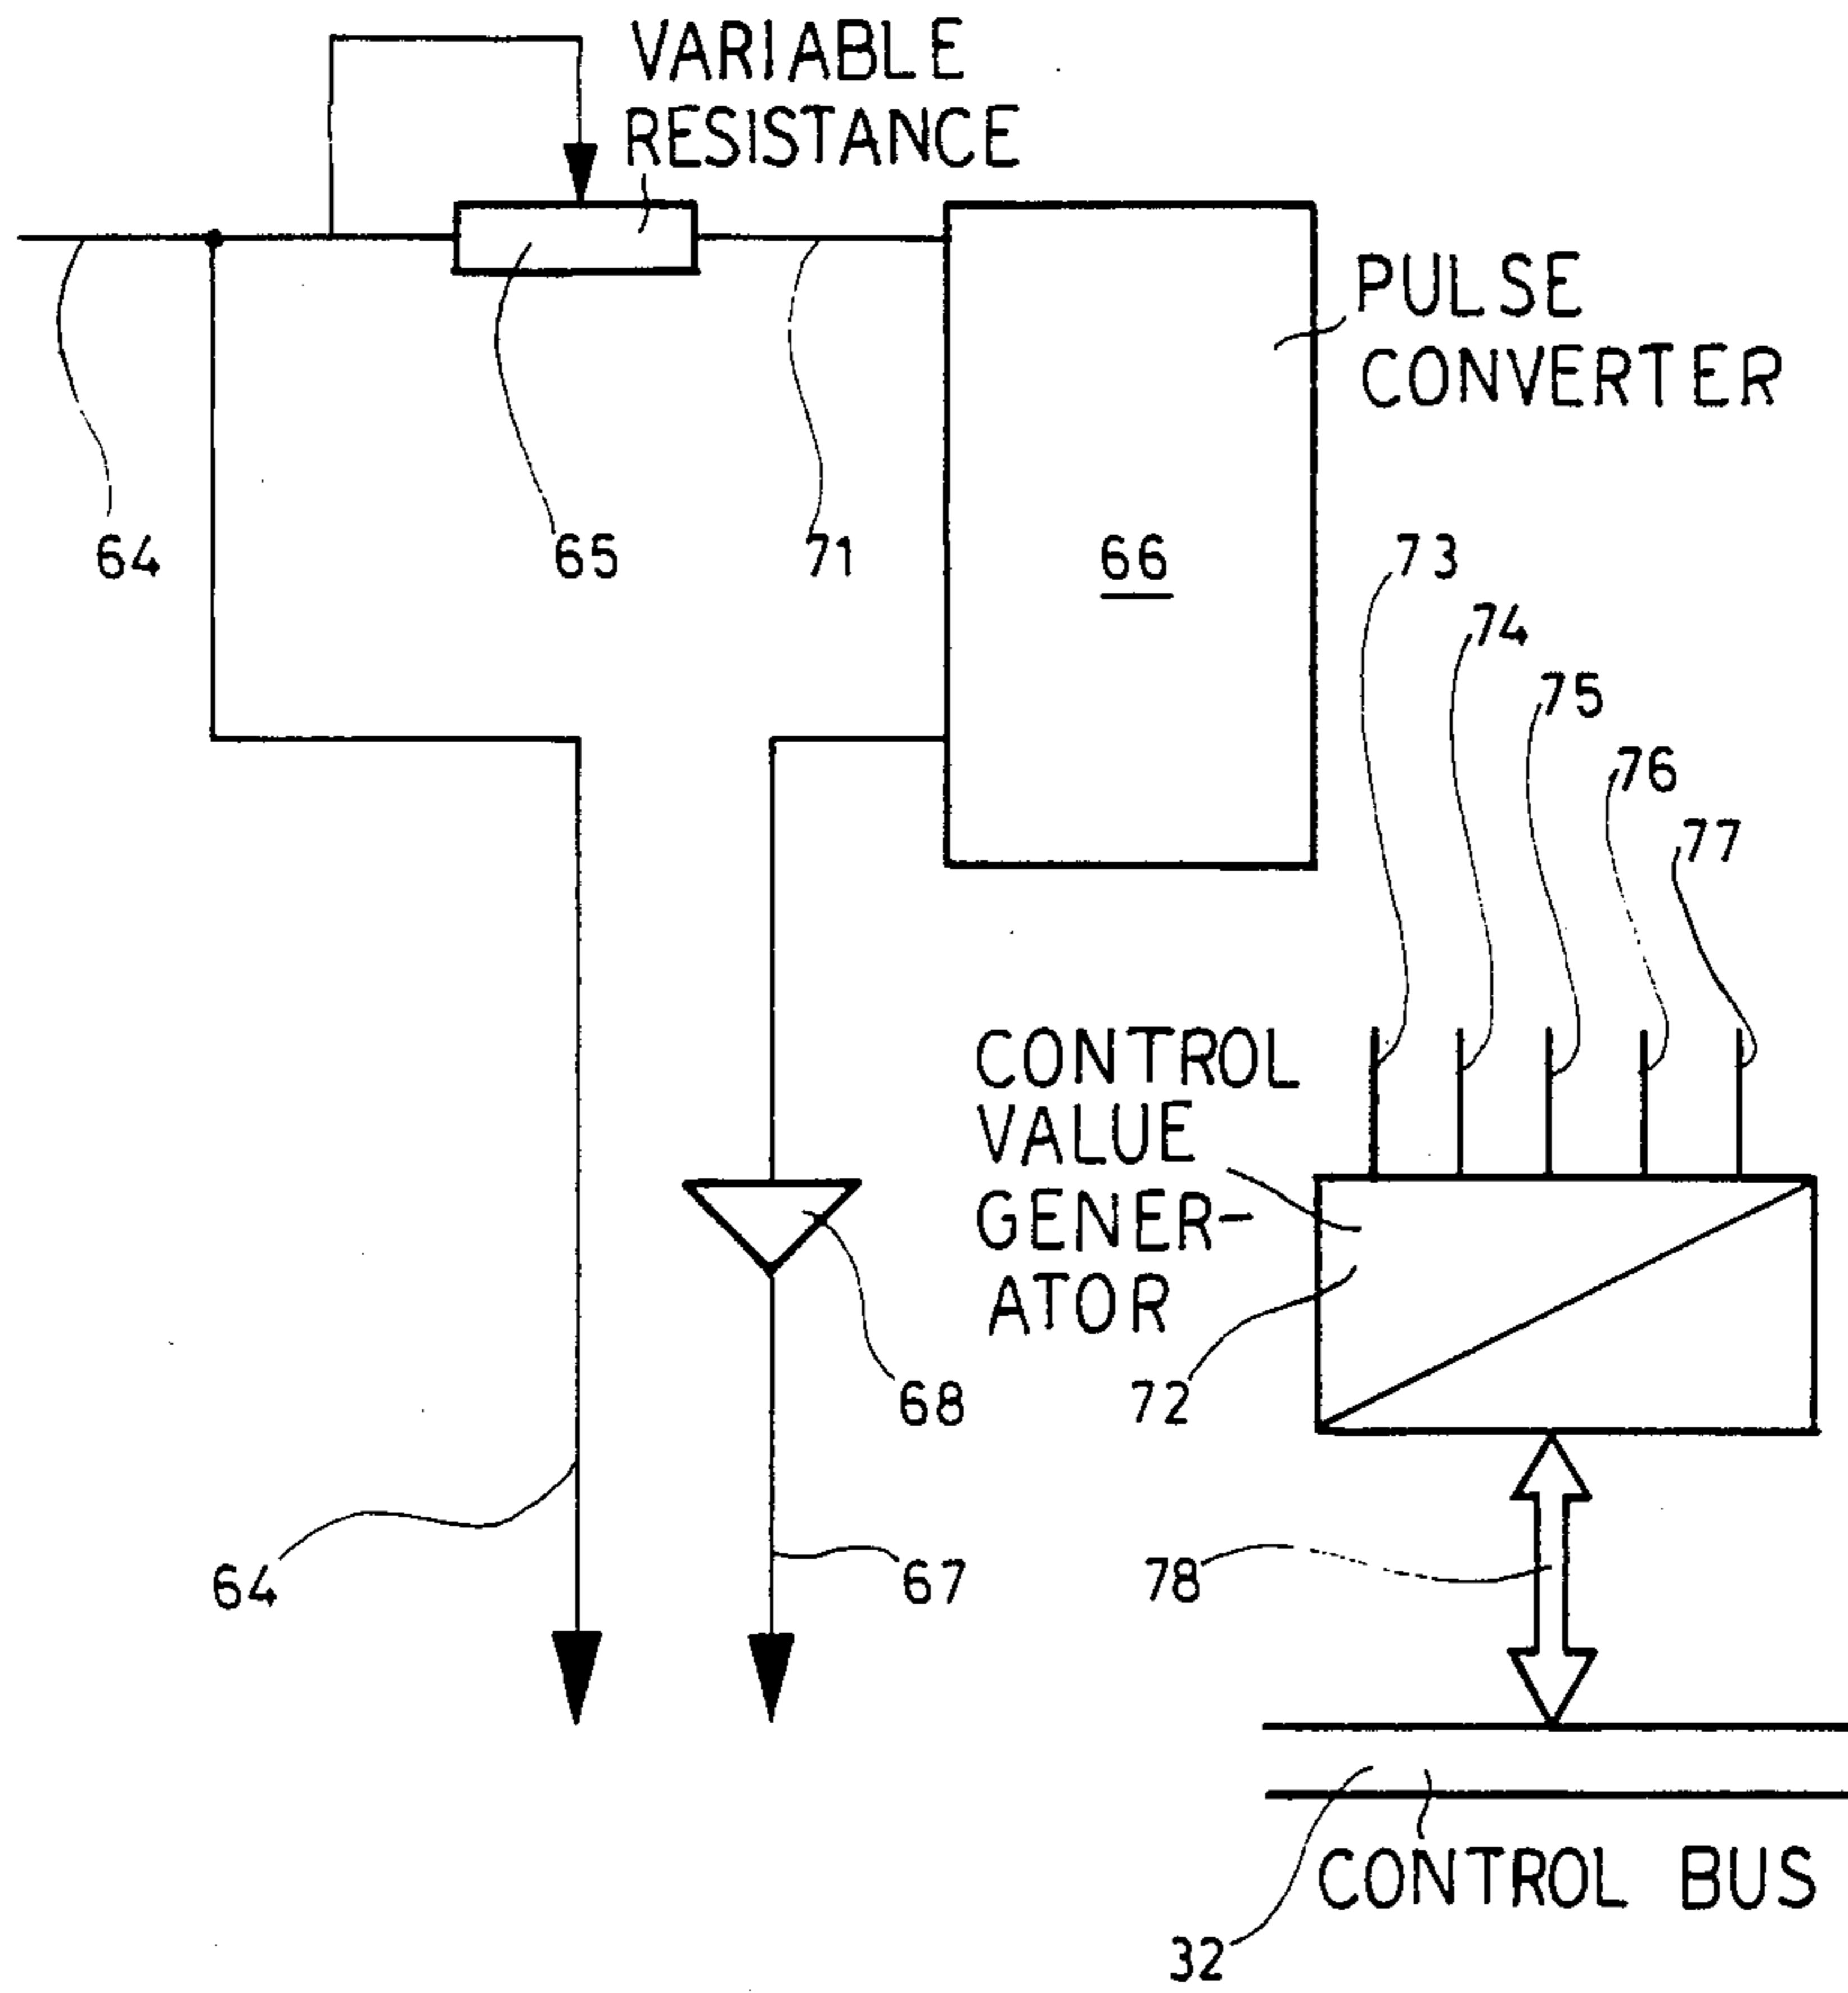 VARIABLE
RESISTANCE
PULSE
CONVERTER
64
65
71
66
73
74
75
76
77
CONTROL
VALUE
GENER-
ATOR
68
72
64
67
78
CONTROL BUS
32